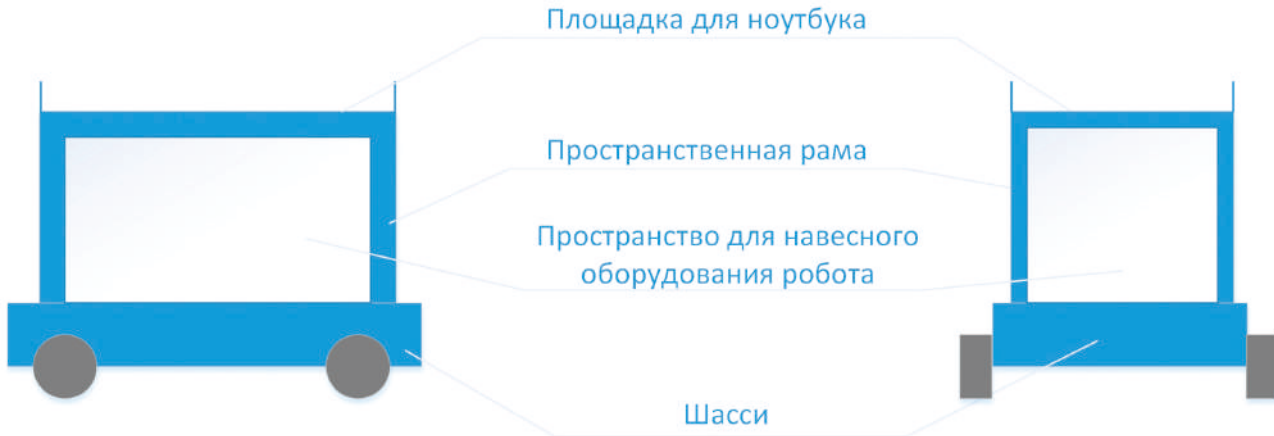 Площадка для ноутбука
Пространственная рама
Пространство для навесного
оборудования робота
Шасси